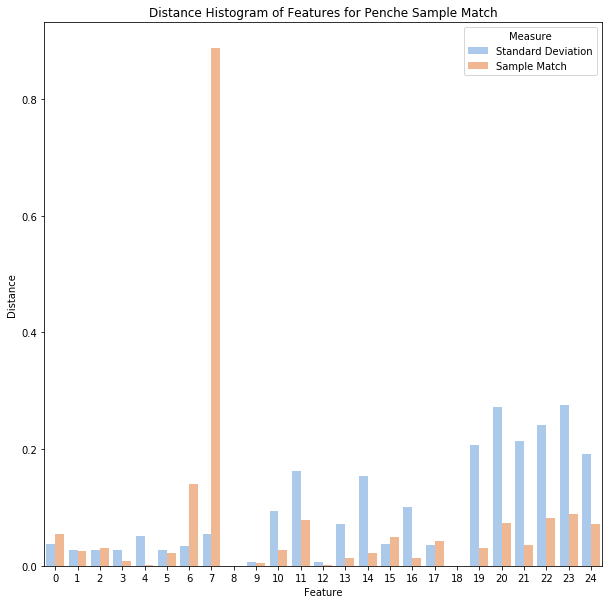 Distance Histogram of Features for Penche Sample Match
Measure
Standard Deviation
Sample Match
0.8
0.6
0.4
0.2
0.0
Distance
0 1 2 3 4 5 6 7 8 9 10 11 12 13 14 15 16 17 18 19 20 21 22 23 24
Feature